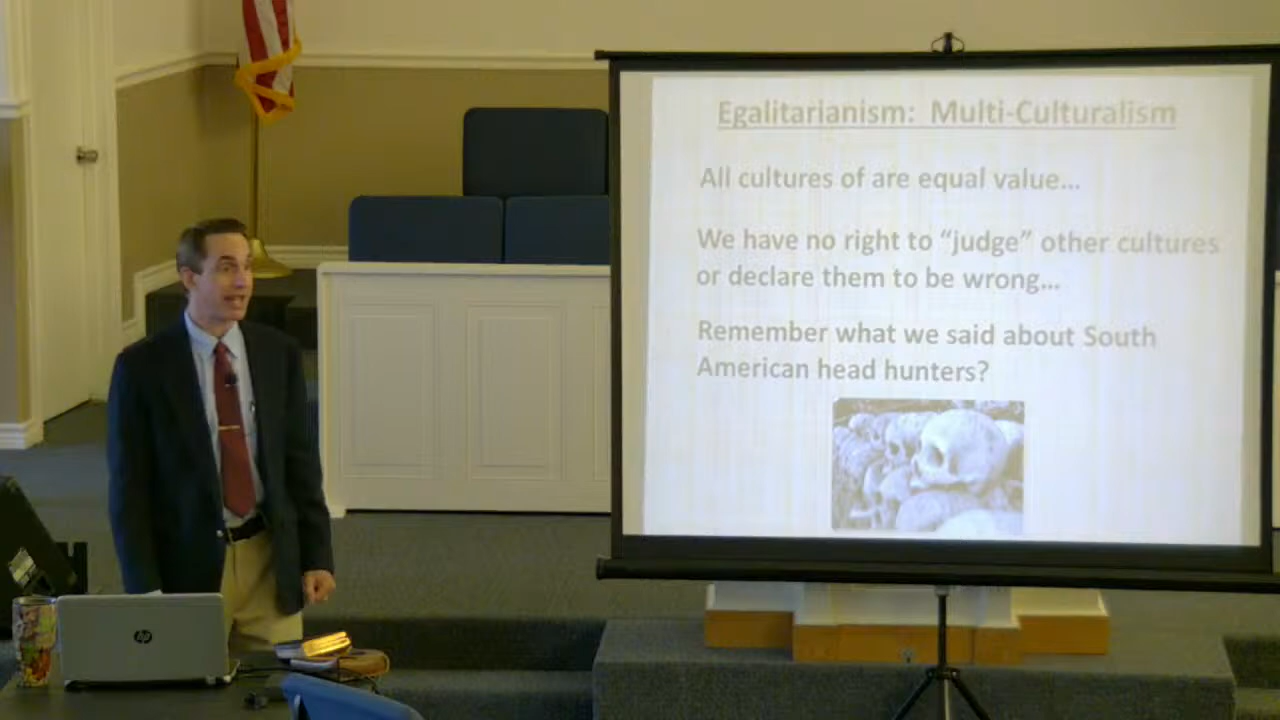 Egalitarianism: Multi-Culturalism
All cultures of are equal value...
We have no right to “judge” other cultures
or declare them to be wrong...
Remember what we said about South
American head hunters?
hp